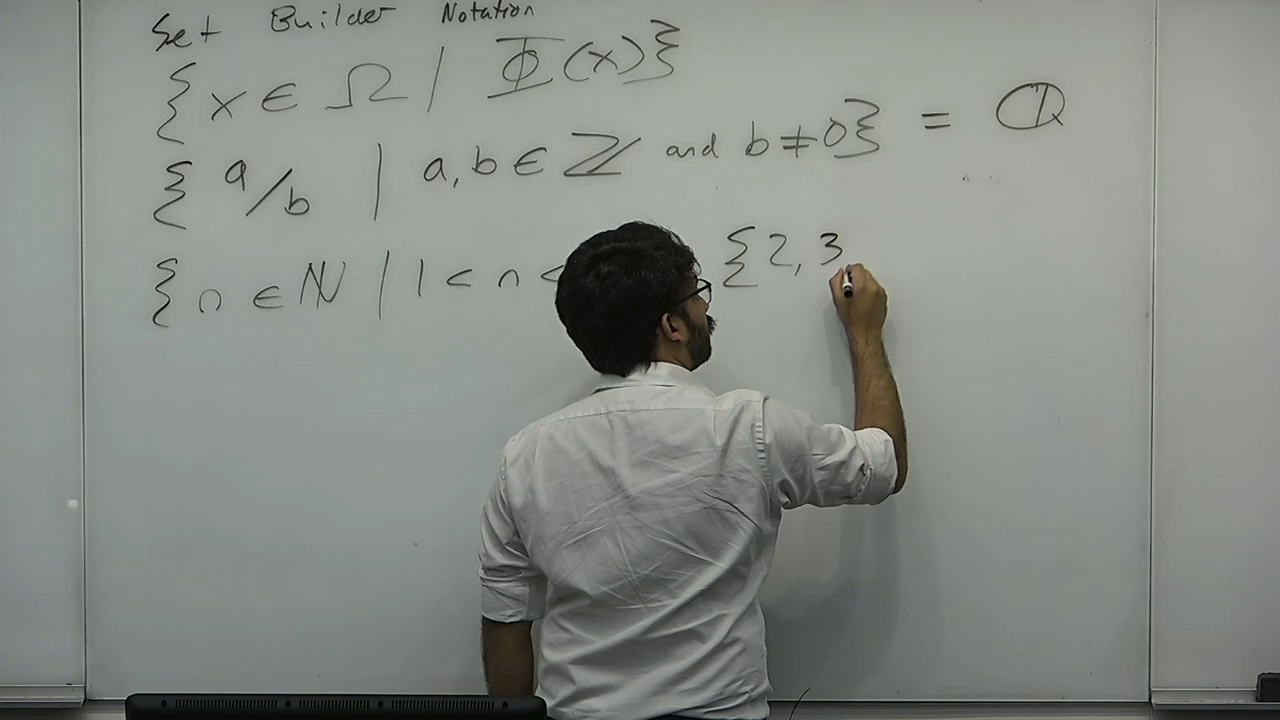 Set Builder Notation
{x ∈ Ω | Φ(x)}
{a/b | a,b ∈ ℤ and b ≠ 0} = ℚ
{n ∈ ℕ | 1 < n < {2, 3